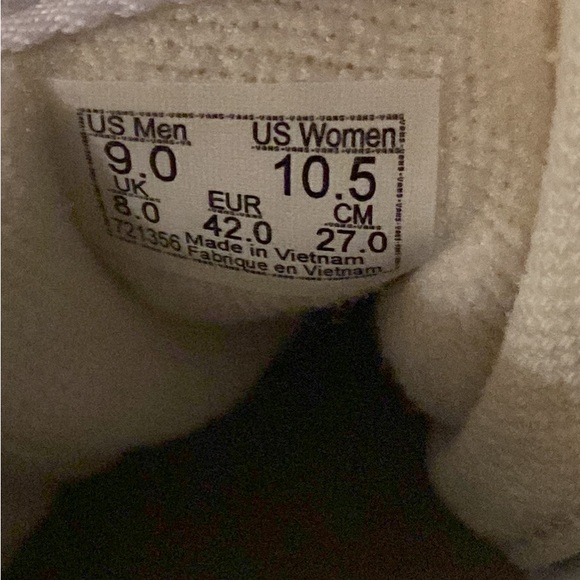 US Men US Women
9.0 10.5
UK EUR CM
8.0 42.0 27.0
721356 Made in Vietnam
Fabrique en Vietnam